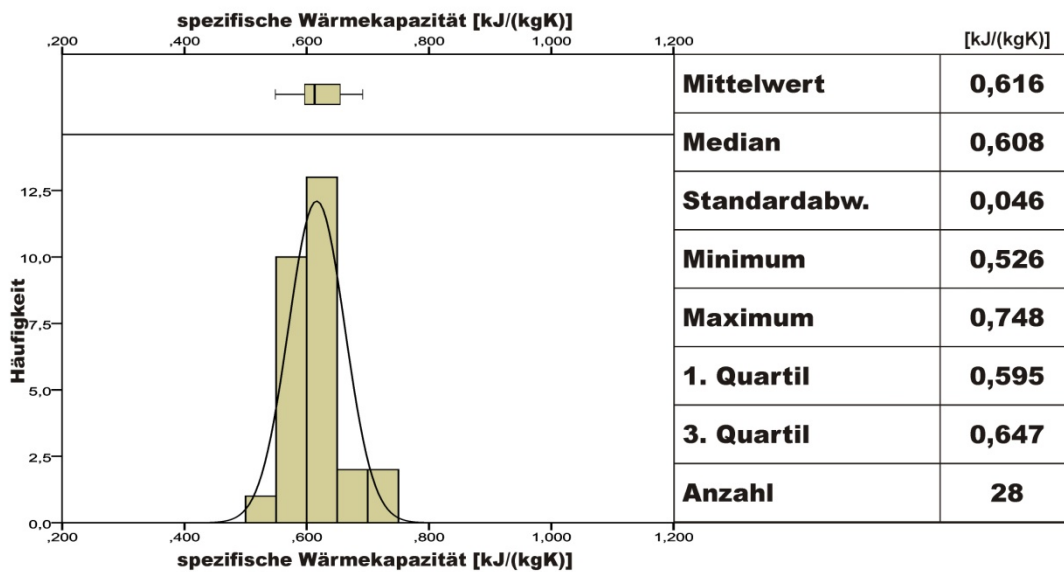 spezifische Wärmekapazität [kJ/(kgK)]
,200 ,400 ,600 ,800 1,000 1,200
[kJ/(kgK)]
Mittelwert 0,616
Median 0,608
Standardabw. 0,046
Minimum 0,526
Maximum 0,748
1. Quartil 0,595
3. Quartil 0,647
Anzahl 28
Häufigkeit
12,5
10,0
7,5
5,0
2,5
0,0
,200 ,400 ,600 ,800 1,000 1,200
spezifische Wärmekapazität [kJ/(kgK)]